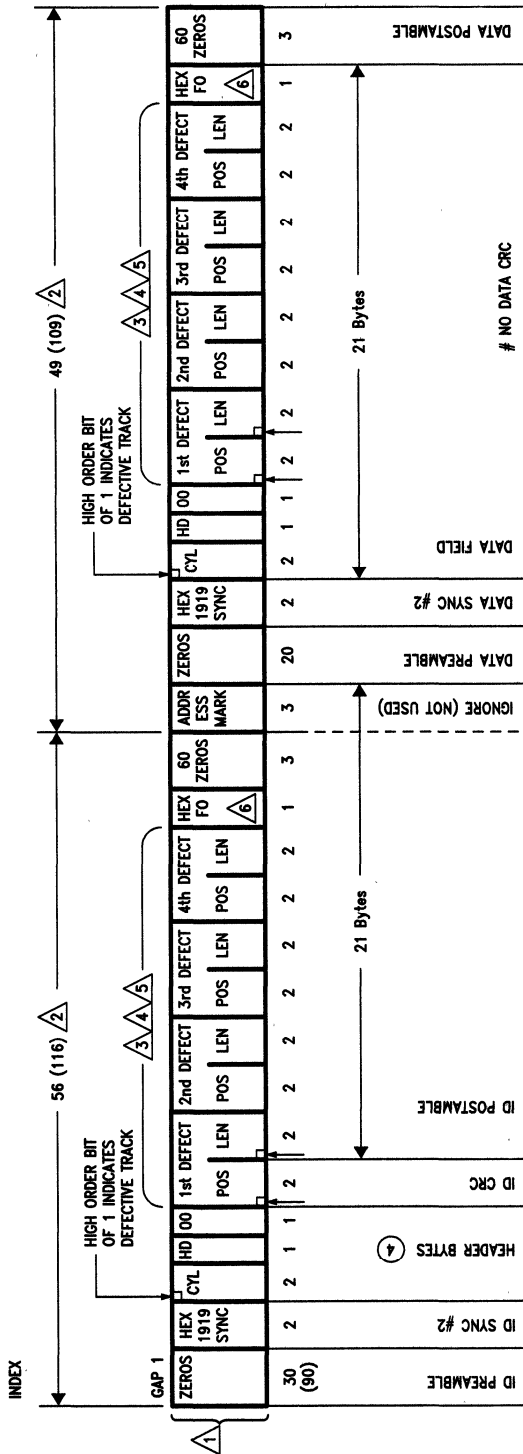 INDEX
56 (116) 2
49 (109) 2
HIGH ORDER BIT
OF 1 INDICATES
DEFECTIVE TRACK
3 4 5
HIGH ORDER BIT
OF 1 INDICATES
DEFECTIVE TRACK
3 4 5
GAP 1
1
ZEROS
HEX
1919
SYNC
CYL
HD
00
1st DEFECT
POS LEN
2nd DEFECT
POS LEN
3rd DEFECT
POS LEN
4th DEFECT
POS LEN
HEX
FO
6
60
ZEROS
ADDR
ESS
MARK
ZEROS
HEX
1919
SYNC
CYL
HD
00
1st DEFECT
POS LEN
2nd DEFECT
POS LEN
3rd DEFECT
POS LEN
4th DEFECT
POS LEN
HEX
FO
6
60
ZEROS
30 2 2 1 1 2 2 2 2 2 2 2 2 1 3 3 20 2 2 1 1 2 2 2 2 2 2 2 2 1 3
(90)
21 Bytes
21 Bytes
ID PREAMBLE
ID SYNC #2
HEADER BYTES 4
ID CRC
ID POSTAMBLE
IGNORE (NOT USED)
DATA PREAMBLE
DATA SYNC #2
DATA FIELD
# NO DATA CRC
DATA POSTAMBLE